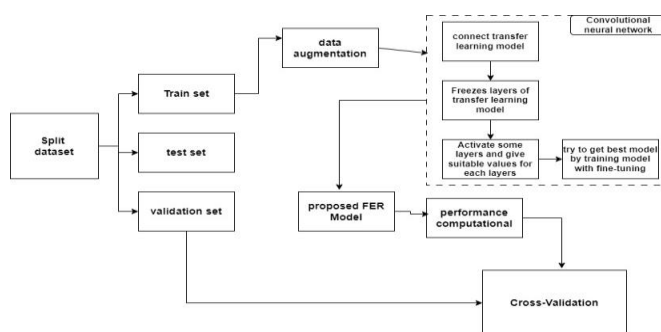 Convolutional
neural network
connect transfer
learning model
data
augmentation
Freezes layers of
transfer learning
model
Train set
Split
dataset
test set
Activate some
layers and give
suitable values for
each layers
try to get best model
by training model
with fine-tuning
validation set
proposed FER
Model
performance
computational
Cross-Validation